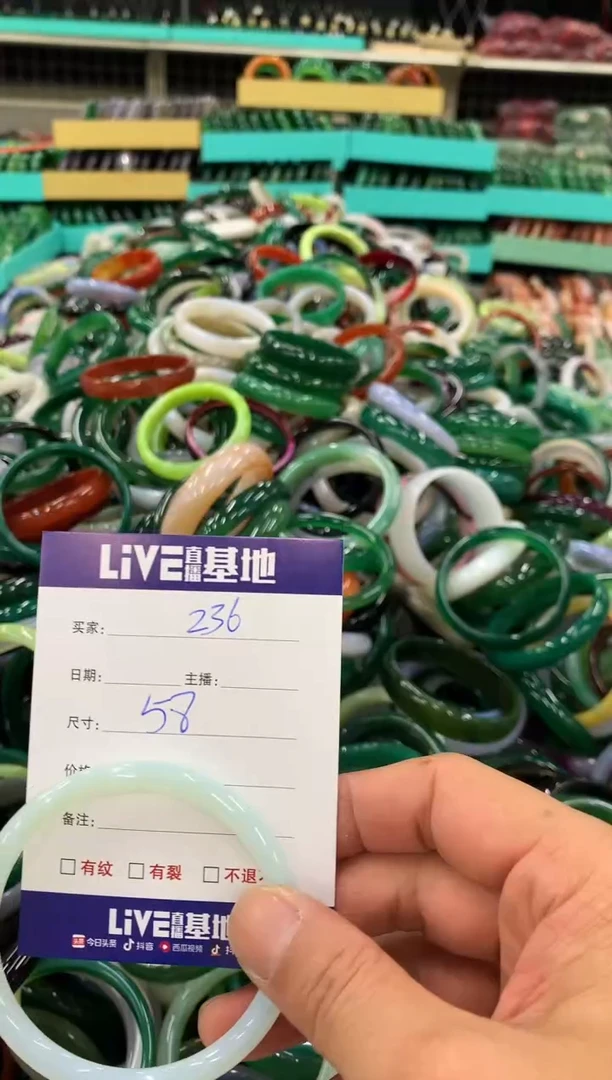 LiVE直播基地
买家: 236
日期: 主播:
尺寸: 58
备注:
有纹 有裂 不退
LiVE直播基地
今日头条 抖音 西瓜视频